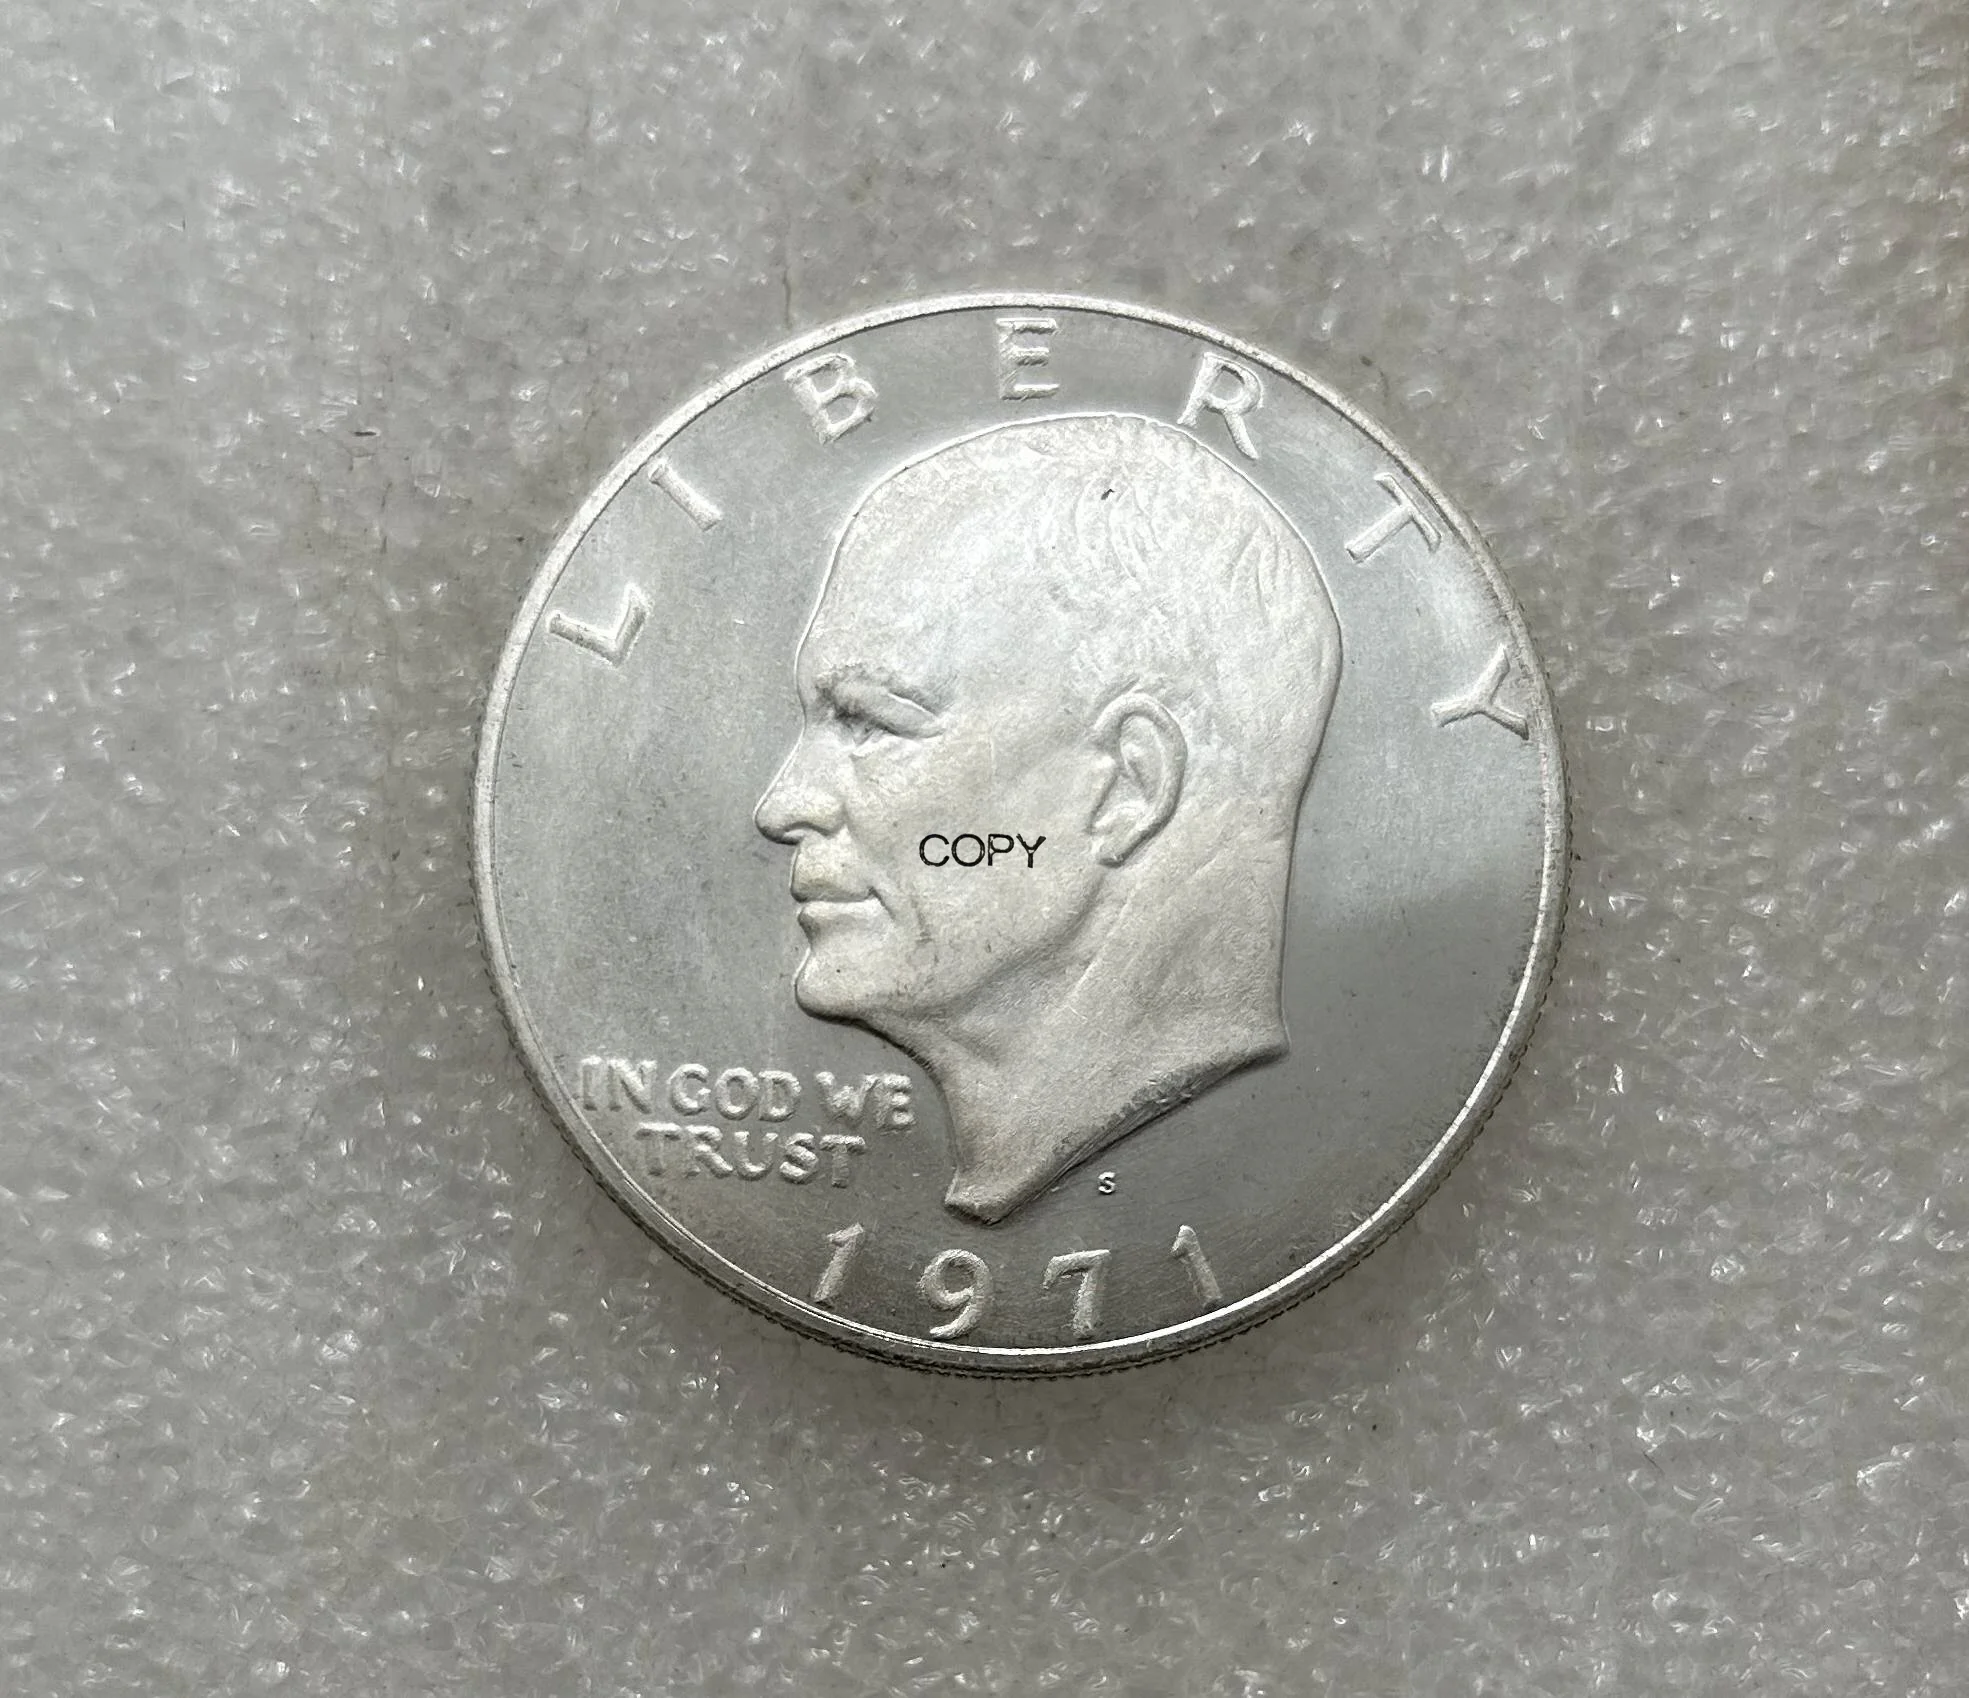 LIBERTY
COPY
IN GOD WE
TRUST
S
1971